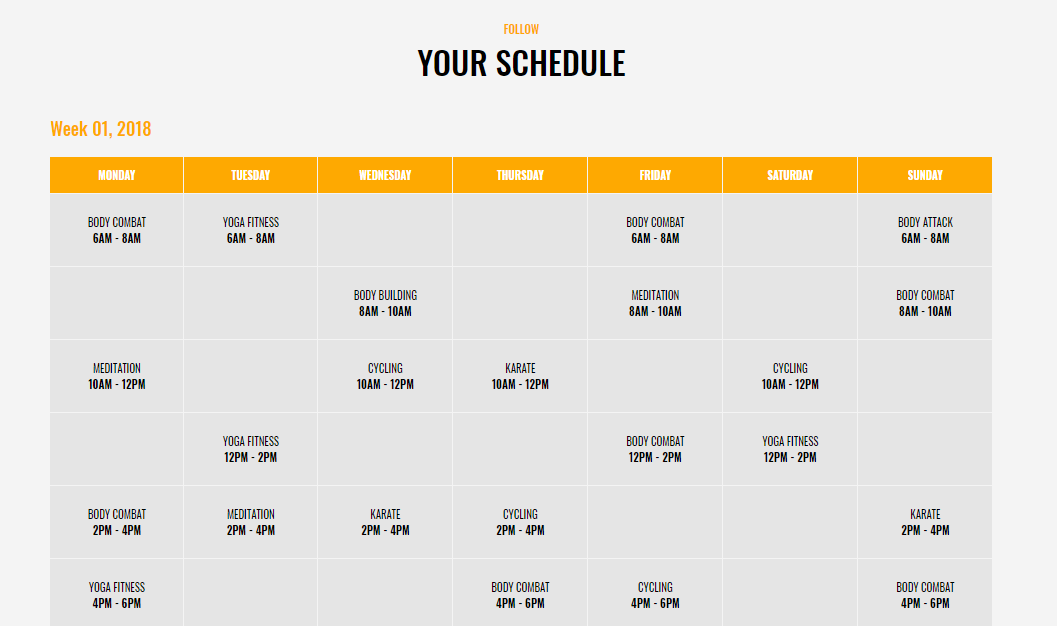 FOLLOW
YOUR SCHEDULE
Week 01, 2018
MONDAY TUESDAY WEDNESDAY THURSDAY FRIDAY SATURDAY SUNDAY
BODY COMBAT YOGA FITNESS BODY COMBAT BODY ATTACK
6AM - 8AM 6AM - 8AM 6AM - 8AM 6AM - 8AM
BODY BUILDING MEDITATION BODY COMBAT
8AM - 10AM 8AM - 10AM 8AM - 10AM
MEDITATION CYCLING KARATE CYCLING
10AM - 12PM 10AM - 12PM 10AM - 12PM 10AM - 12PM
YOGA FITNESS BODY COMBAT YOGA FITNESS
12PM - 2PM 12PM - 2PM 12PM - 2PM
BODY COMBAT MEDITATION KARATE CYCLING KARATE
2PM - 4PM 2PM - 4PM 2PM - 4PM 2PM - 4PM 2PM - 4PM
YOGA FITNESS BODY COMBAT CYCLING BODY COMBAT
4PM - 6PM 4PM - 6PM 4PM - 6PM 4PM - 6PM